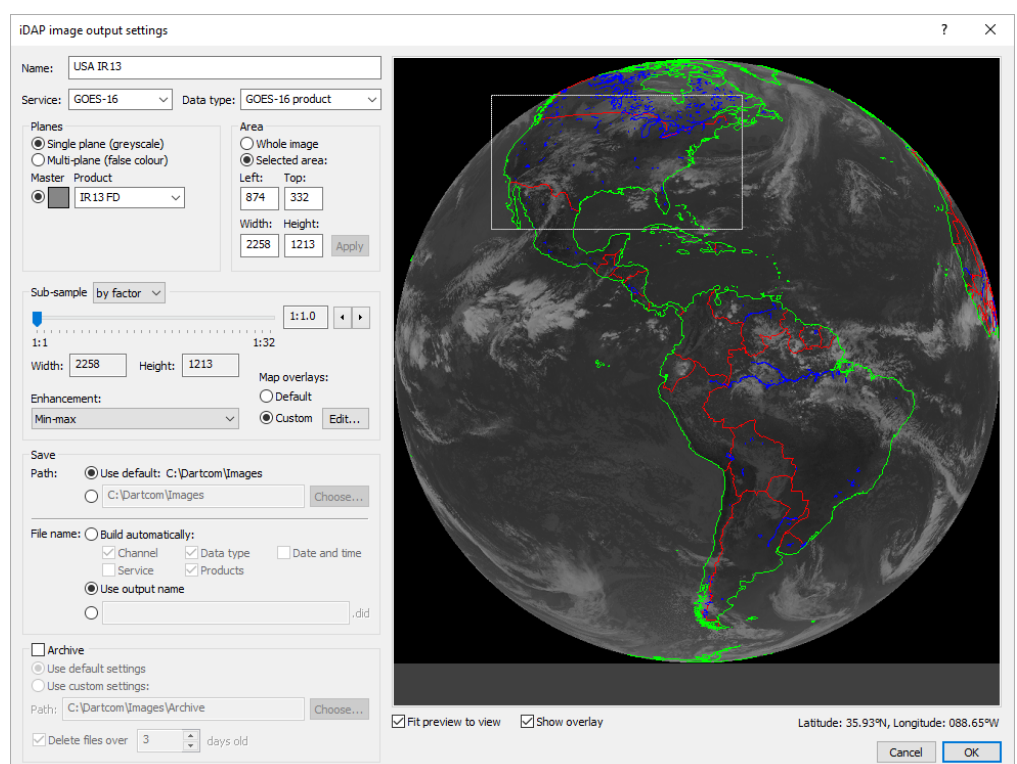 iDAP image output settings ? ×
Name: USA IR13
Service: GOES-16 Data type: GOES-16 product
Planes
Single plane (greyscale)
Multi-plane (false colour)
Master Product
IR13 FD
Area
Whole image
Selected area:
Left: Top:
874 332
Width: Height:
2258 1213 Apply
Sub-sample by factor
1:1.0
1:1 1:32
Width: 2258 Height: 1213
Enhancement:
Min-max
Map overlays:
Default
Custom Edit...
Save
Path: Use default: C:\Dartcom\Images
C:\Dartcom\Images Choose...
File name: Build automatically:
Channel Data type Date and time
Service Products
Use output name
.did
Archive
Use default settings
Use custom settings:
Path: C:\Dartcom\Images\Archive Choose...
Delete files over 3 days old
Fit preview to view Show overlay Latitude: 35.93ºN, Longitude: 088.65ºW
Cancel OK